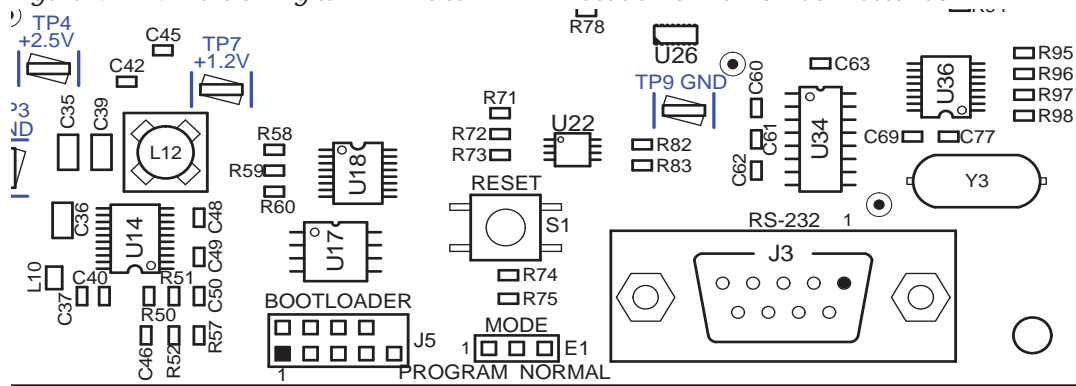 R78
TP4
+2.5V
C45
TP7
+1.2V
C42
U26
C60
C63
U36
R95
R96
R97
R98
TP9 GND
C35
C39
R71
R72
R73
U22
R82
R83
C61
C62
U34
C69
C77
L12
R58
R59
R60
U18
RESET
S1
Y3
C36
U14
C48
C49
U17
RS-232
1
J3
L10
C37
C40
R51
C50
R50
R74
R75
BOOTLOADER
J5
1
MODE
1
E1
C46
R52
R57
PROGRAM NORMAL